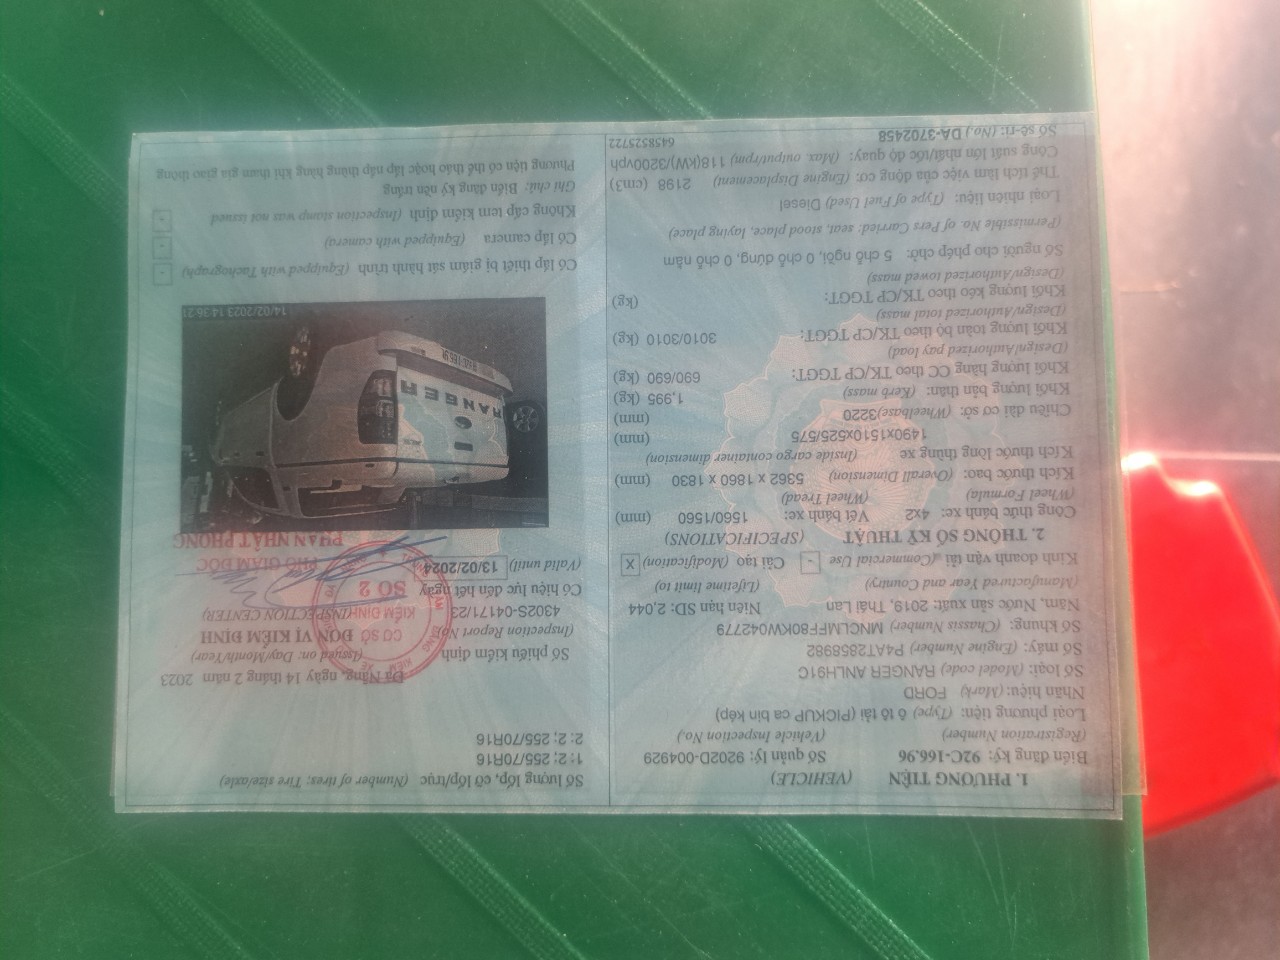 1. PHƯƠNG TIỆN (VEHICLE)
Biển đăng ký: 92C-166.96 Số quản lý: 9202D-004929
(Registration Number) (Vehicle Inspection No.)
Loại phương tiện: (Type) ô tô tải (PICKUP ca bin kép)
Nhãn hiệu: (Mark) FORD
Số loại: (Model code) RANGER ANLH91G
Số máy: (Engine Number) P4AT2858982
Số khung: (Chassis Number) MNCLMFF80KW042779
Năm, Nước sản xuất: 2019, Thái Lan Niên hạn SD: 2,044
(Manufactured Year and Country) (Lifetime limit to)
Kinh doanh vận tải (Commercial Use - Cải tạo (Modification) X
2. THÔNG SỐ KỸ THUẬT (SPECIFICATIONS)
Công thức bánh xe: 4x2 Vết bánh xe: 1560/1560 (mm)
(Wheel Formula) (Wheel Tread)
Kích thước bao: (Overall Dimension) 5362 x 1860 x 1830 (mm)
Kích thước lòng thùng xe (Inside cargo container dimension)
1490x1510x525/575 (mm)
Chiều dài cơ sở: (Wheelbase) 3220 (mm)
Khối lượng bản thân: (Kerb mass) 1,995 (kg)
Khối lượng hàng CC theo TK/CP TGGT: 690/690 (kg)
(Design/Authorized pay load)
Khối lượng toàn bộ theo TK/CP TGGT: 3010/3010 (kg)
(Design/Authorized total mass)
Khối lượng kéo theo TK/CP TGGT: (kg)
(Design/Authorized towed mass)
Số người cho phép chở: 5 chỗ ngồi, 0 chỗ đứng, 0 chỗ nằm
(Permissible No. of Pers Carried: seat, stood place, laying place)
Loại nhiên liệu: (Type of Fuel Used) Diesel
Thể tích làm việc của động cơ: (Engine Displacement) 2198 (cm3)
Công suất lớn nhất/tốc độ quay: (Max. output/rpm) 118(kW)/3200vph
Số sê-ri: (No.) DA-3702458 6458525722
Số lượng lốp, cỡ lốp/trục (Number of tires; Tire size/axle)
1: 2; 255/70R16
2: 2; 255/70R16
Đà Nẵng, ngày 14 tháng 2 năm 2023
(Issued on: Day/Month/Year)
Số phiếu kiểm định
(Inspection Report No)
4302S-04171/23
ĐƠN VỊ KIỂM ĐỊNH
(INSPECTION CENTER)
Có hiệu lực đến hết ngày
(Valid until) 13/02/2024
CƠ SỞ
KIỂM ĐỊNH
SỐ 2
PHÓ GIÁM ĐỐC
PHAN NHẬT PHONG
RANGER
14/02/2023 14:36:21
Có lắp thiết bị giám sát hành trình (Equipped with Tachograph) -
Có lắp camera (Equipped with camera) -
Không cấp tem kiểm định (Inspection stamp was not issued -
Ghi chú: Biển đăng ký nền trắng
Phương tiện có thể tháo hoặc lắp nắp thùng hàng khi tham gia giao thông